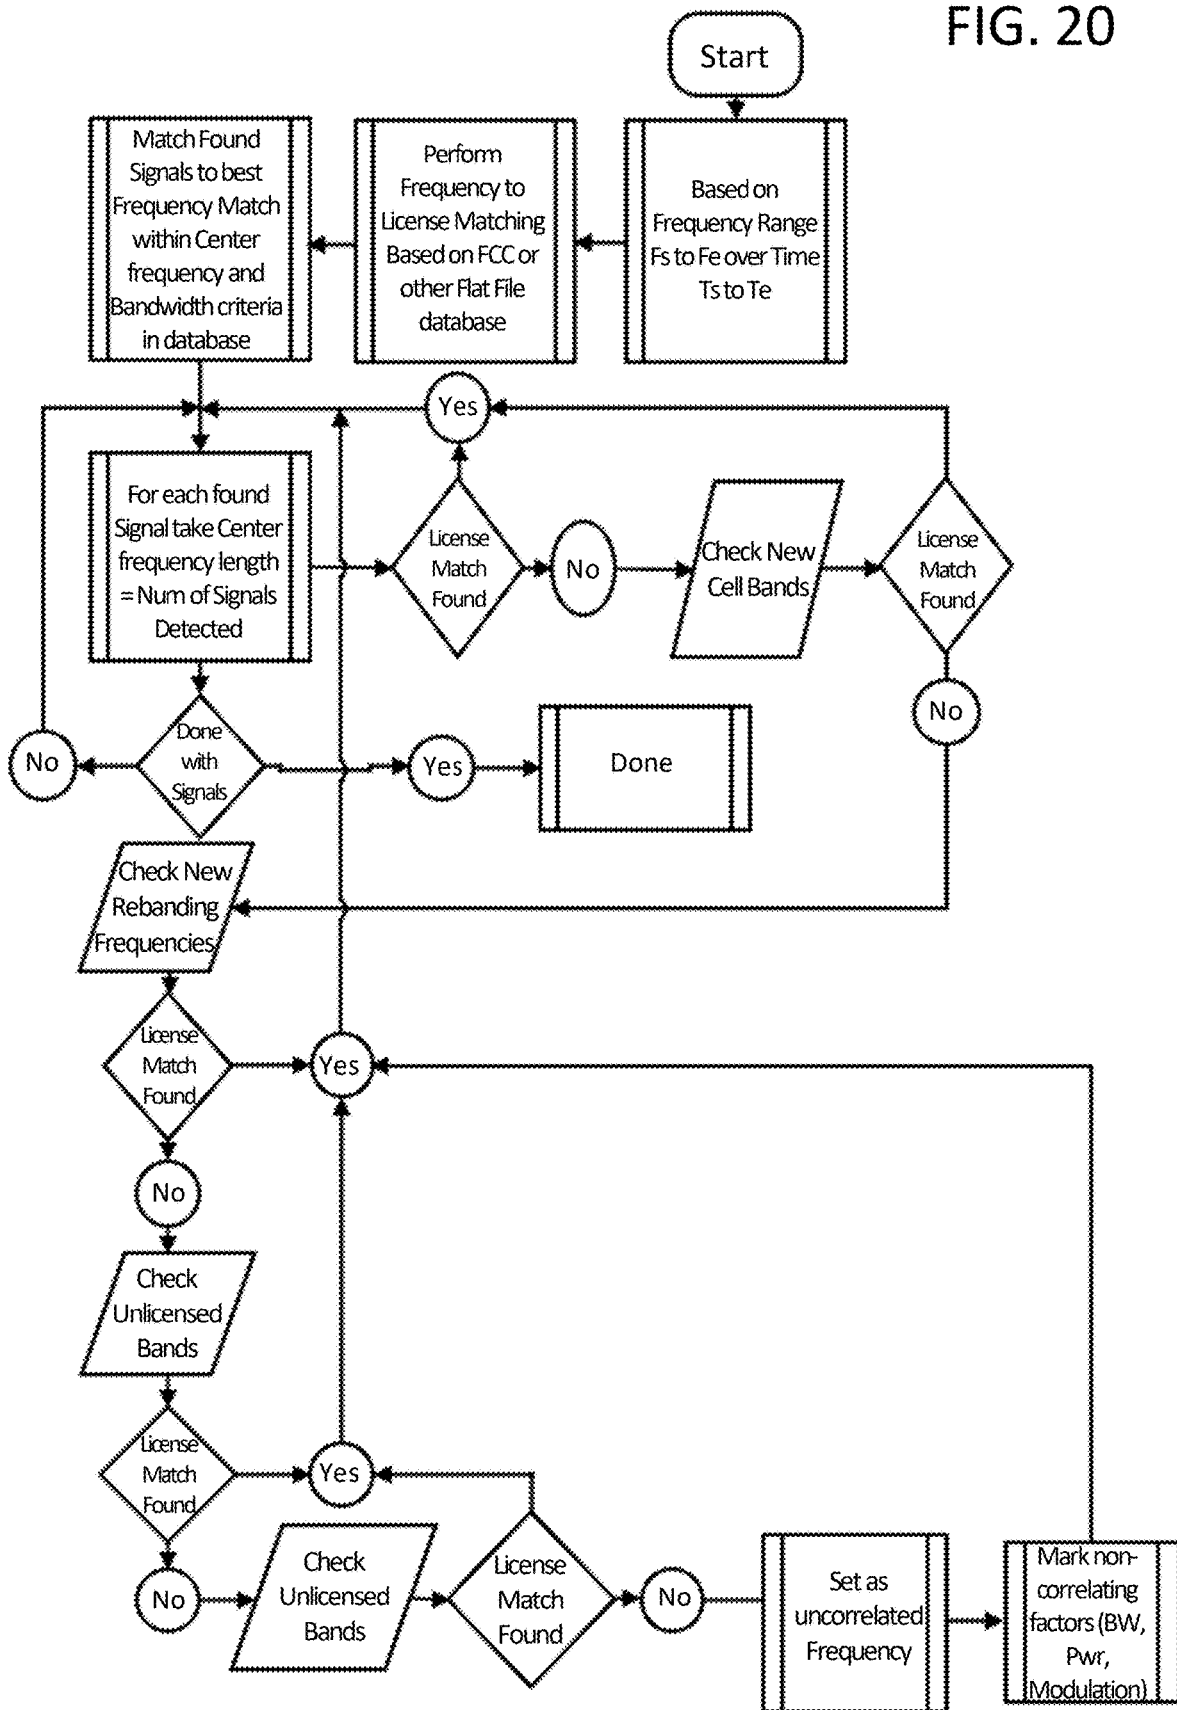 FIG. 20
Start
Match Found
Signals to best
Frequency Match
within Center
frequency and
Bandwidth criteria
in database
Perform
Frequency to
License Matching
Based on FCC or
other Flat File
database
Based on
Frequency Range
Fs to Fe over Time
Ts to Te
Yes
For each found
Signal take Center
frequency length
= Num of Signals
Detected
License
Match
Found
No
Check New
Cell Bands
License
Match
Found
No
Done
with
Signals
No
Yes
Done
Check New
Rebanding
Frequencies
License
Match
Found
Yes
No
Check
Unlicensed
Bands
License
Match
Found
Yes
No
Check
Unlicensed
Bands
License
Match
Found
No
Set as
uncorrelated
Frequency
Mark non-
correlating
factors (BW,
Pwr,
Modulation)